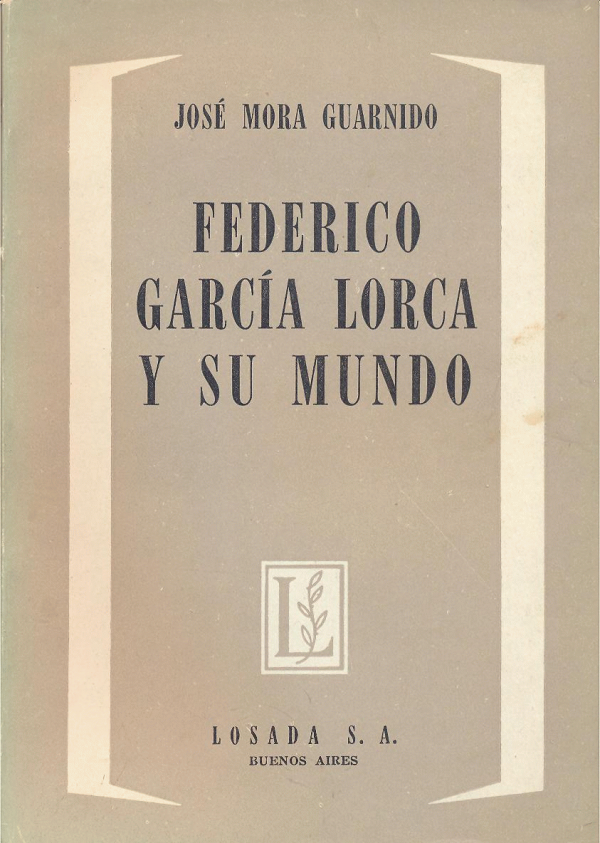 JOSÉ MORA GUARNIDO
FEDERICO
GARCÍA LORCA
Y SU MUNDO
L
LOSADA S. A.
BUENOS AIRES